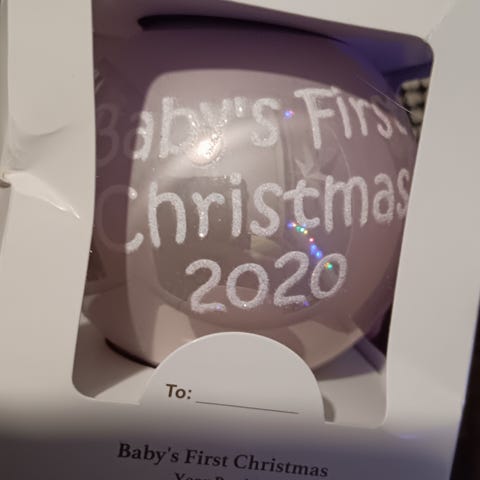 Baby's First
Christmas
2020
To:
Baby's First Christmas